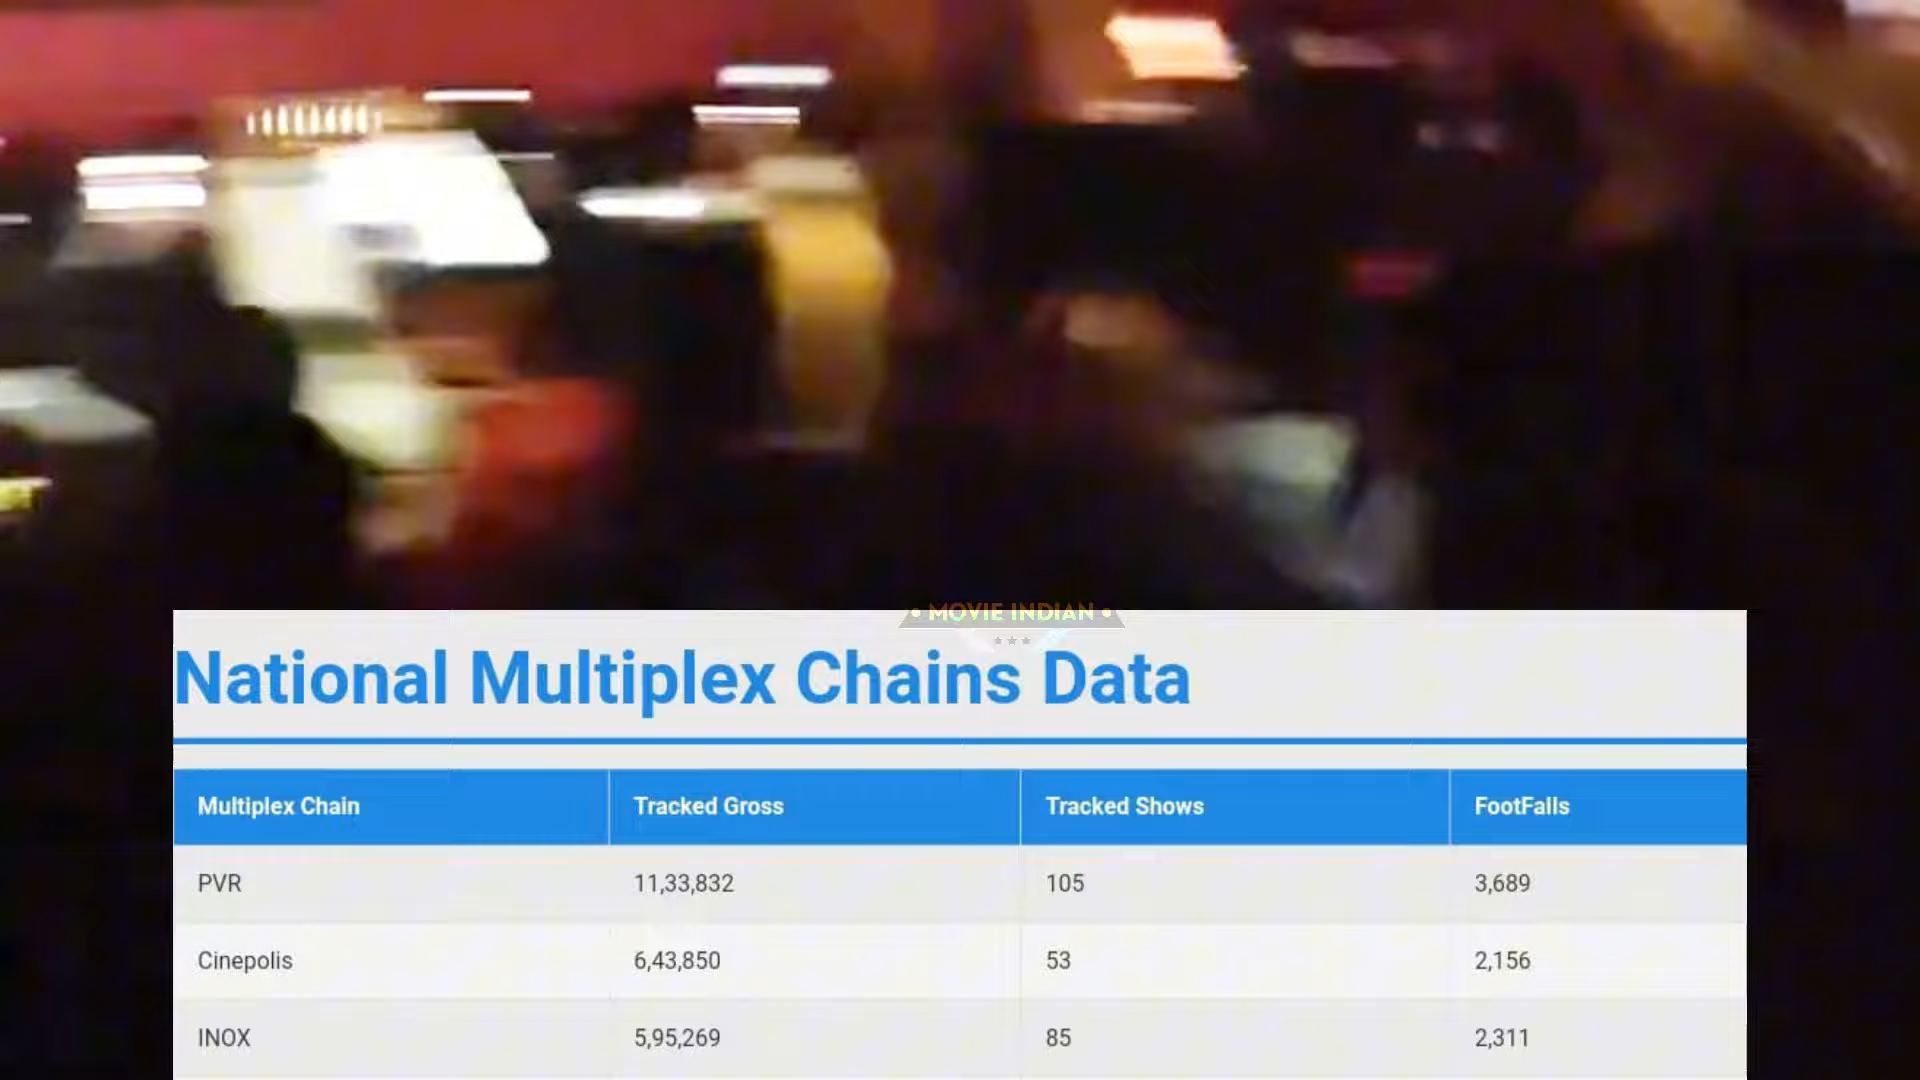 • MOVIE INDIAN •
National Multiplex Chains Data
Multiplex Chain Tracked Gross Tracked Shows FootFalls
PVR 11,33,832 105 3,689
Cinepolis 6,43,850 53 2,156
INOX 5,95,269 85 2,311